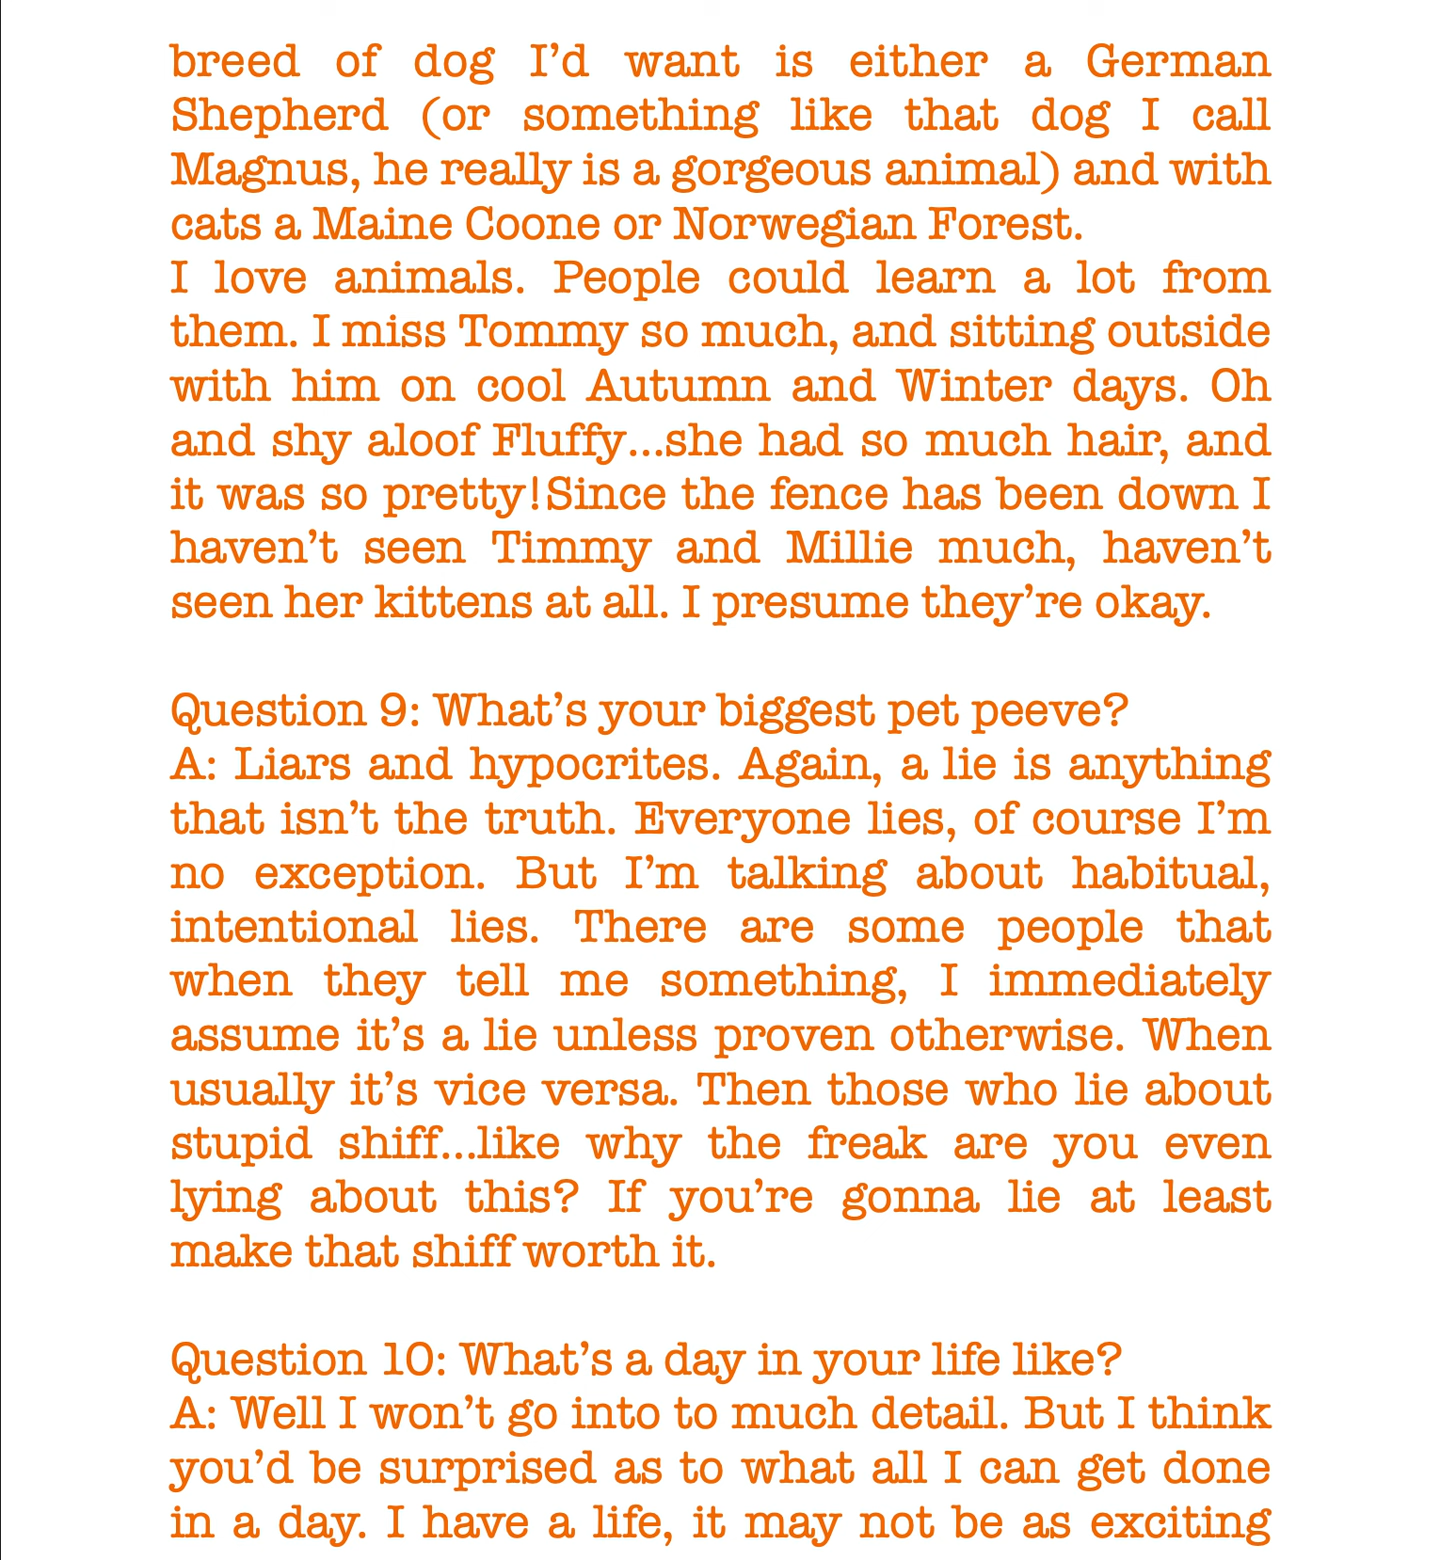 breed of dog I’d want is either a German
Shepherd (or something like that dog I call
Magnus, he really is a gorgeous animal) and with
cats a Maine Coone or Norwegian Forest.
I love animals. People could learn a lot from
them. I miss Tommy so much, and sitting outside
with him on cool Autumn and Winter days. Oh
and shy aloof Fluffy...she had so much hair, and
it was so pretty!Since the fence has been down I
haven’t seen Timmy and Millie much, haven’t
seen her kittens at all. I presume they’re okay.

Question 9: What’s your biggest pet peeve?
A: Liars and hypocrites. Again, a lie is anything
that isn’t the truth. Everyone lies, of course I’m
no exception. But I’m talking about habitual,
intentional lies. There are some people that
when they tell me something, I immediately
assume it’s a lie unless proven otherwise. When
usually it’s vice versa. Then those who lie about
stupid shiff...like why the freak are you even
lying about this? If you’re gonna lie at least
make that shiff worth it.

Question 10: What’s a day in your life like?
A: Well I won’t go into to much detail. But I think
you’d be surprised as to what all I can get done
in a day. I have a life, it may not be as exciting